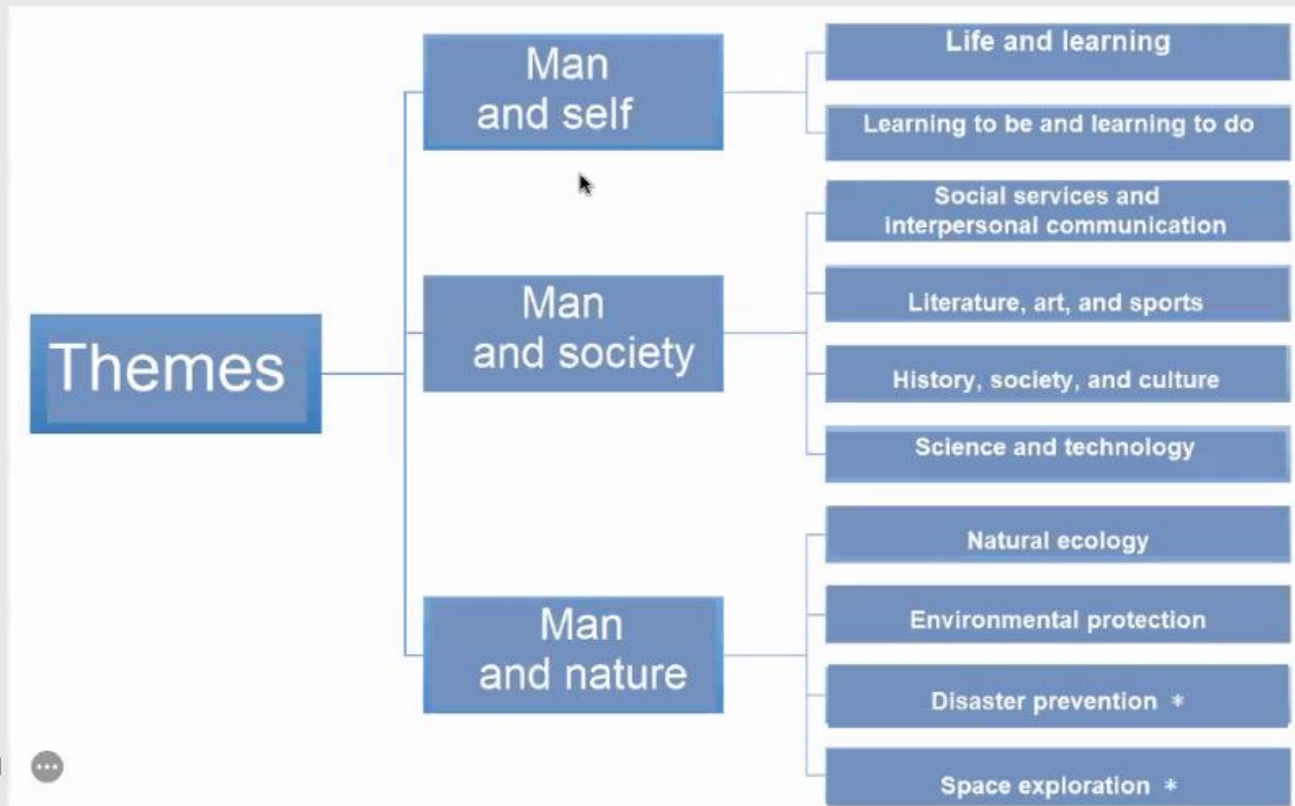 Themes
Man
and self
Life and learning
Learning to be and learning to do
Man
and society
Social services and
interpersonal communication
Literature, art, and sports
History, society, and culture
Science and technology
Man
and nature
Natural ecology
Environmental protection
Disaster prevention *
Space exploration *